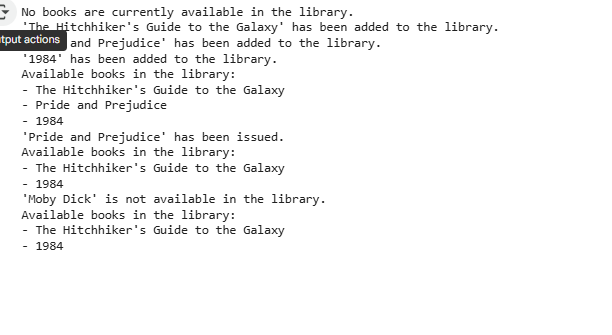 No books are currently available in the library.
'The Hitchhiker's Guide to the Galaxy' has been added to the library.
tput actions
and Prejudice' has been added to the library.
'1984' has been added to the library.
Available books in the library:
- The Hitchhiker's Guide to the Galaxy
- Pride and Prejudice
- 1984
'Pride and Prejudice' has been issued.
Available books in the library:
- The Hitchhiker's Guide to the Galaxy
- 1984
'Moby Dick' is not available in the library.
Available books in the library:
- The Hitchhiker's Guide to the Galaxy
- 1984